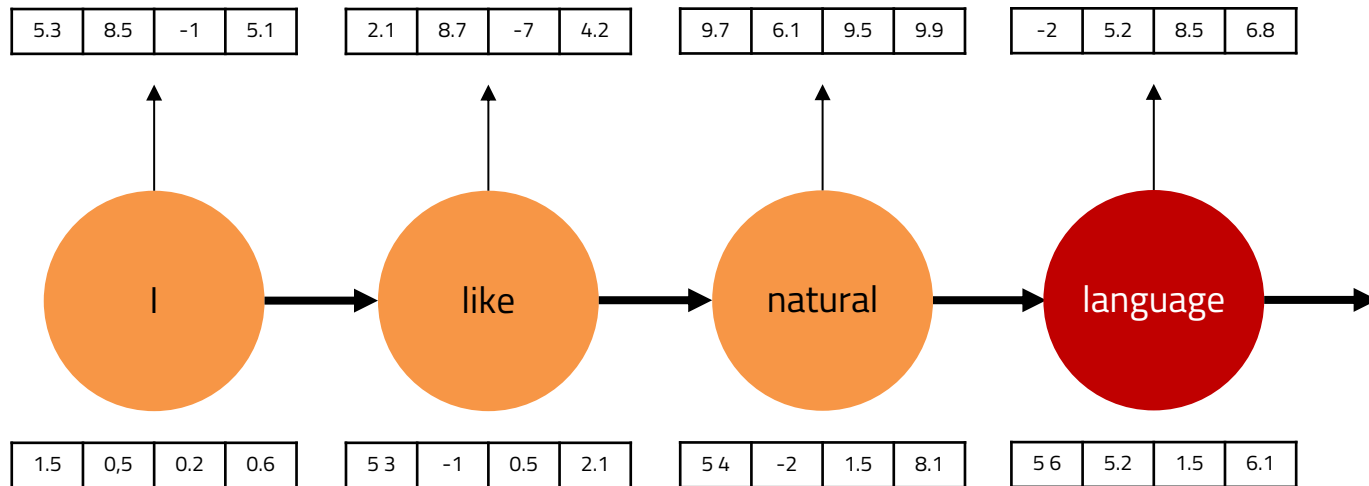 5.3 8.5 -1 5.1 2.1 8.7 -7 4.2 9.7 6.1 9.5 9.9 -2 5.2 8.5 6.8
I like natural language
1.5 0,5 0.2 0.6 5 3 -1 0.5 2.1 5 4 -2 1.5 8.1 5 6 5.2 1.5 6.1